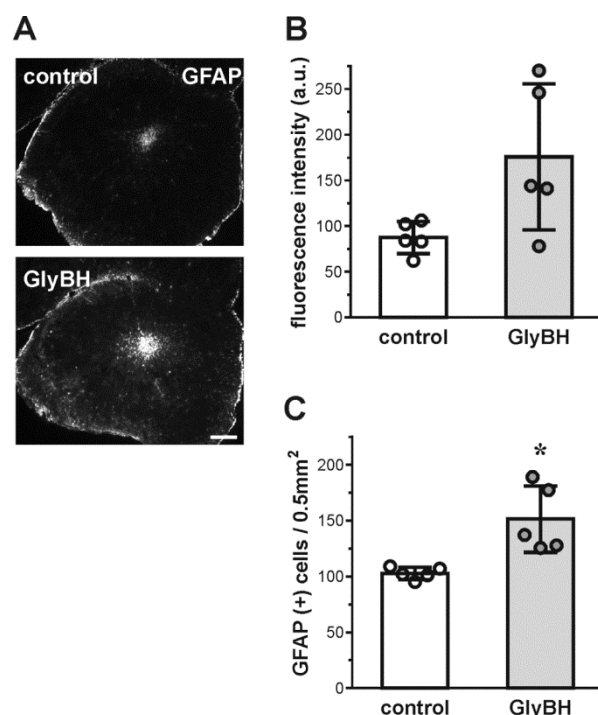 A
control GFAP
GlyBH
B
fluorescence intensity (a.u.)
250
200
150
100
50
0
control GlyBH
C
GFAP (+) cells / 0.5mm²
200
150
100
50
0
*
control GlyBH